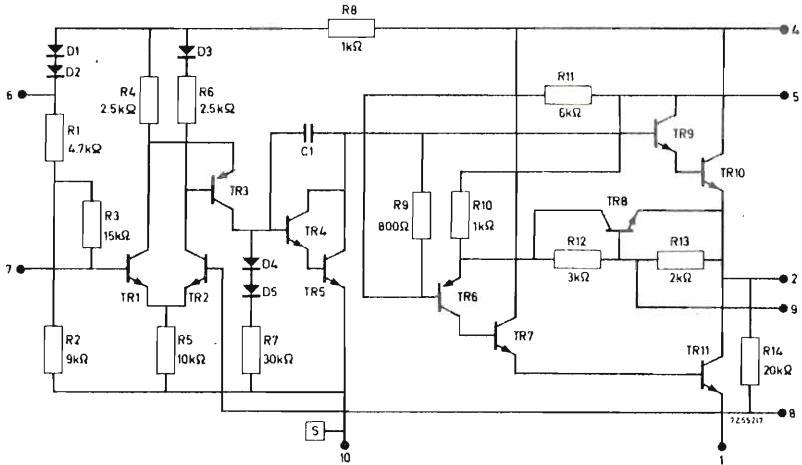 R8
1kΩ
4
D1
D2
D3
R4
2.5kΩ
R6
2.5kΩ
R11
6kΩ
6
5
R1
4.7kΩ
C1
TR9
TR3
TR10
R3
15kΩ
R9
800Ω
R10
1kΩ
TR8
TR4
R12
3kΩ
R13
2kΩ
7
D4
D5
TR1
TR2
TR5
TR6
2
9
R2
9kΩ
R5
10kΩ
R7
30kΩ
TR7
TR11
R14
20kΩ
7255217
8
S
10
1